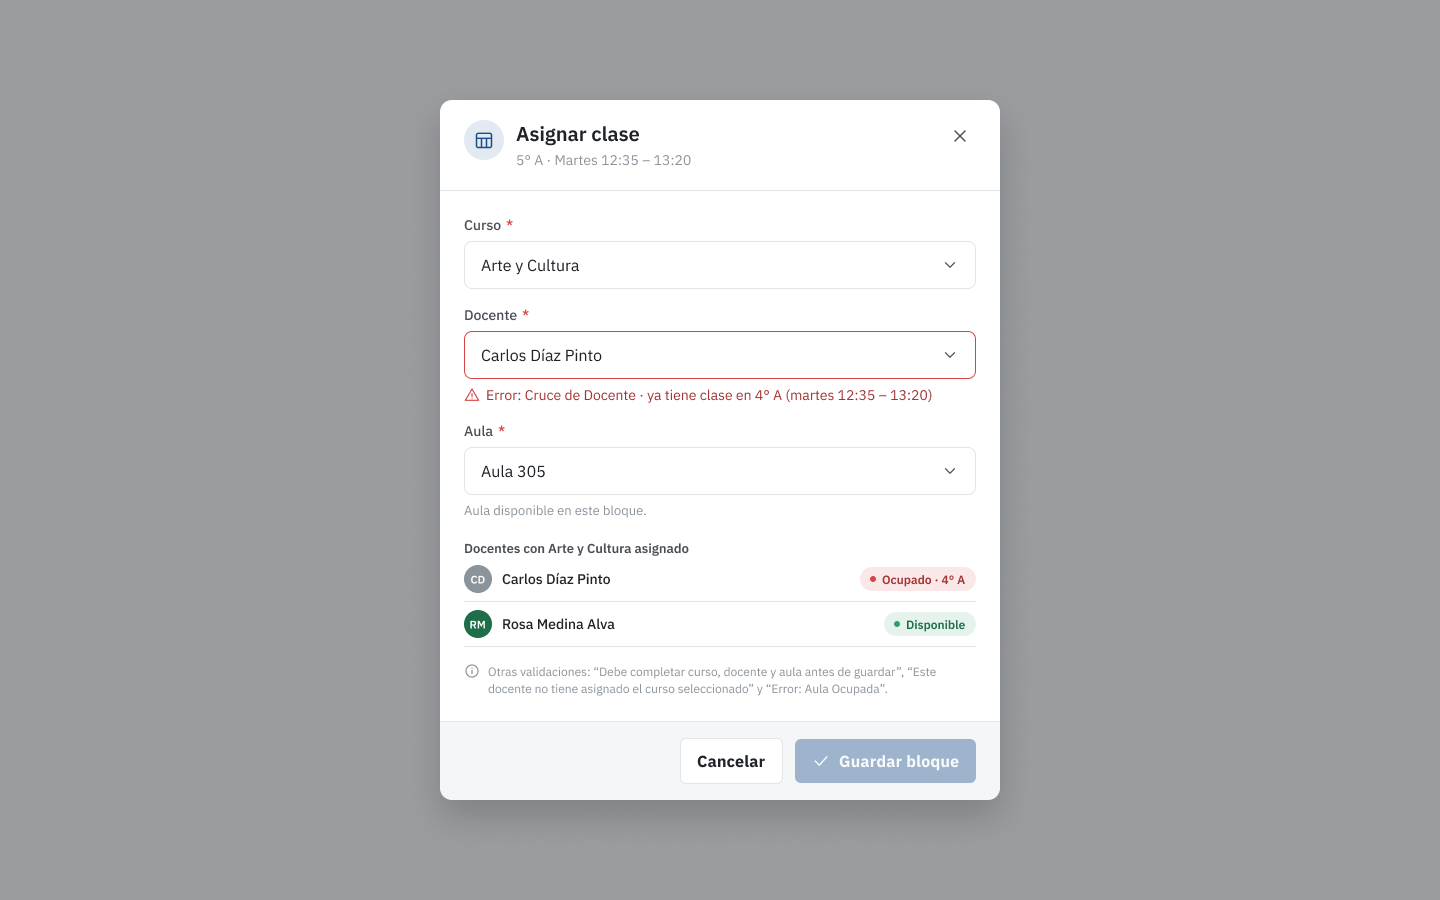 Asignar clase
5° A · Martes 12:35 – 13:20
Curso *
Arte y Cultura
Docente *
Carlos Díaz Pinto
Error: Cruce de Docente · ya tiene clase en 4° A (martes 12:35 – 13:20)
Aula *
Aula 305
Aula disponible en este bloque.
Docentes con Arte y Cultura asignado
CD Carlos Díaz Pinto Ocupado · 4° A
RM Rosa Medina Alva Disponible
Otras validaciones: “Debe completar curso, docente y aula antes de guardar”, “Este
docente no tiene asignado el curso seleccionado” y “Error: Aula Ocupada”.
Cancelar Guardar bloque